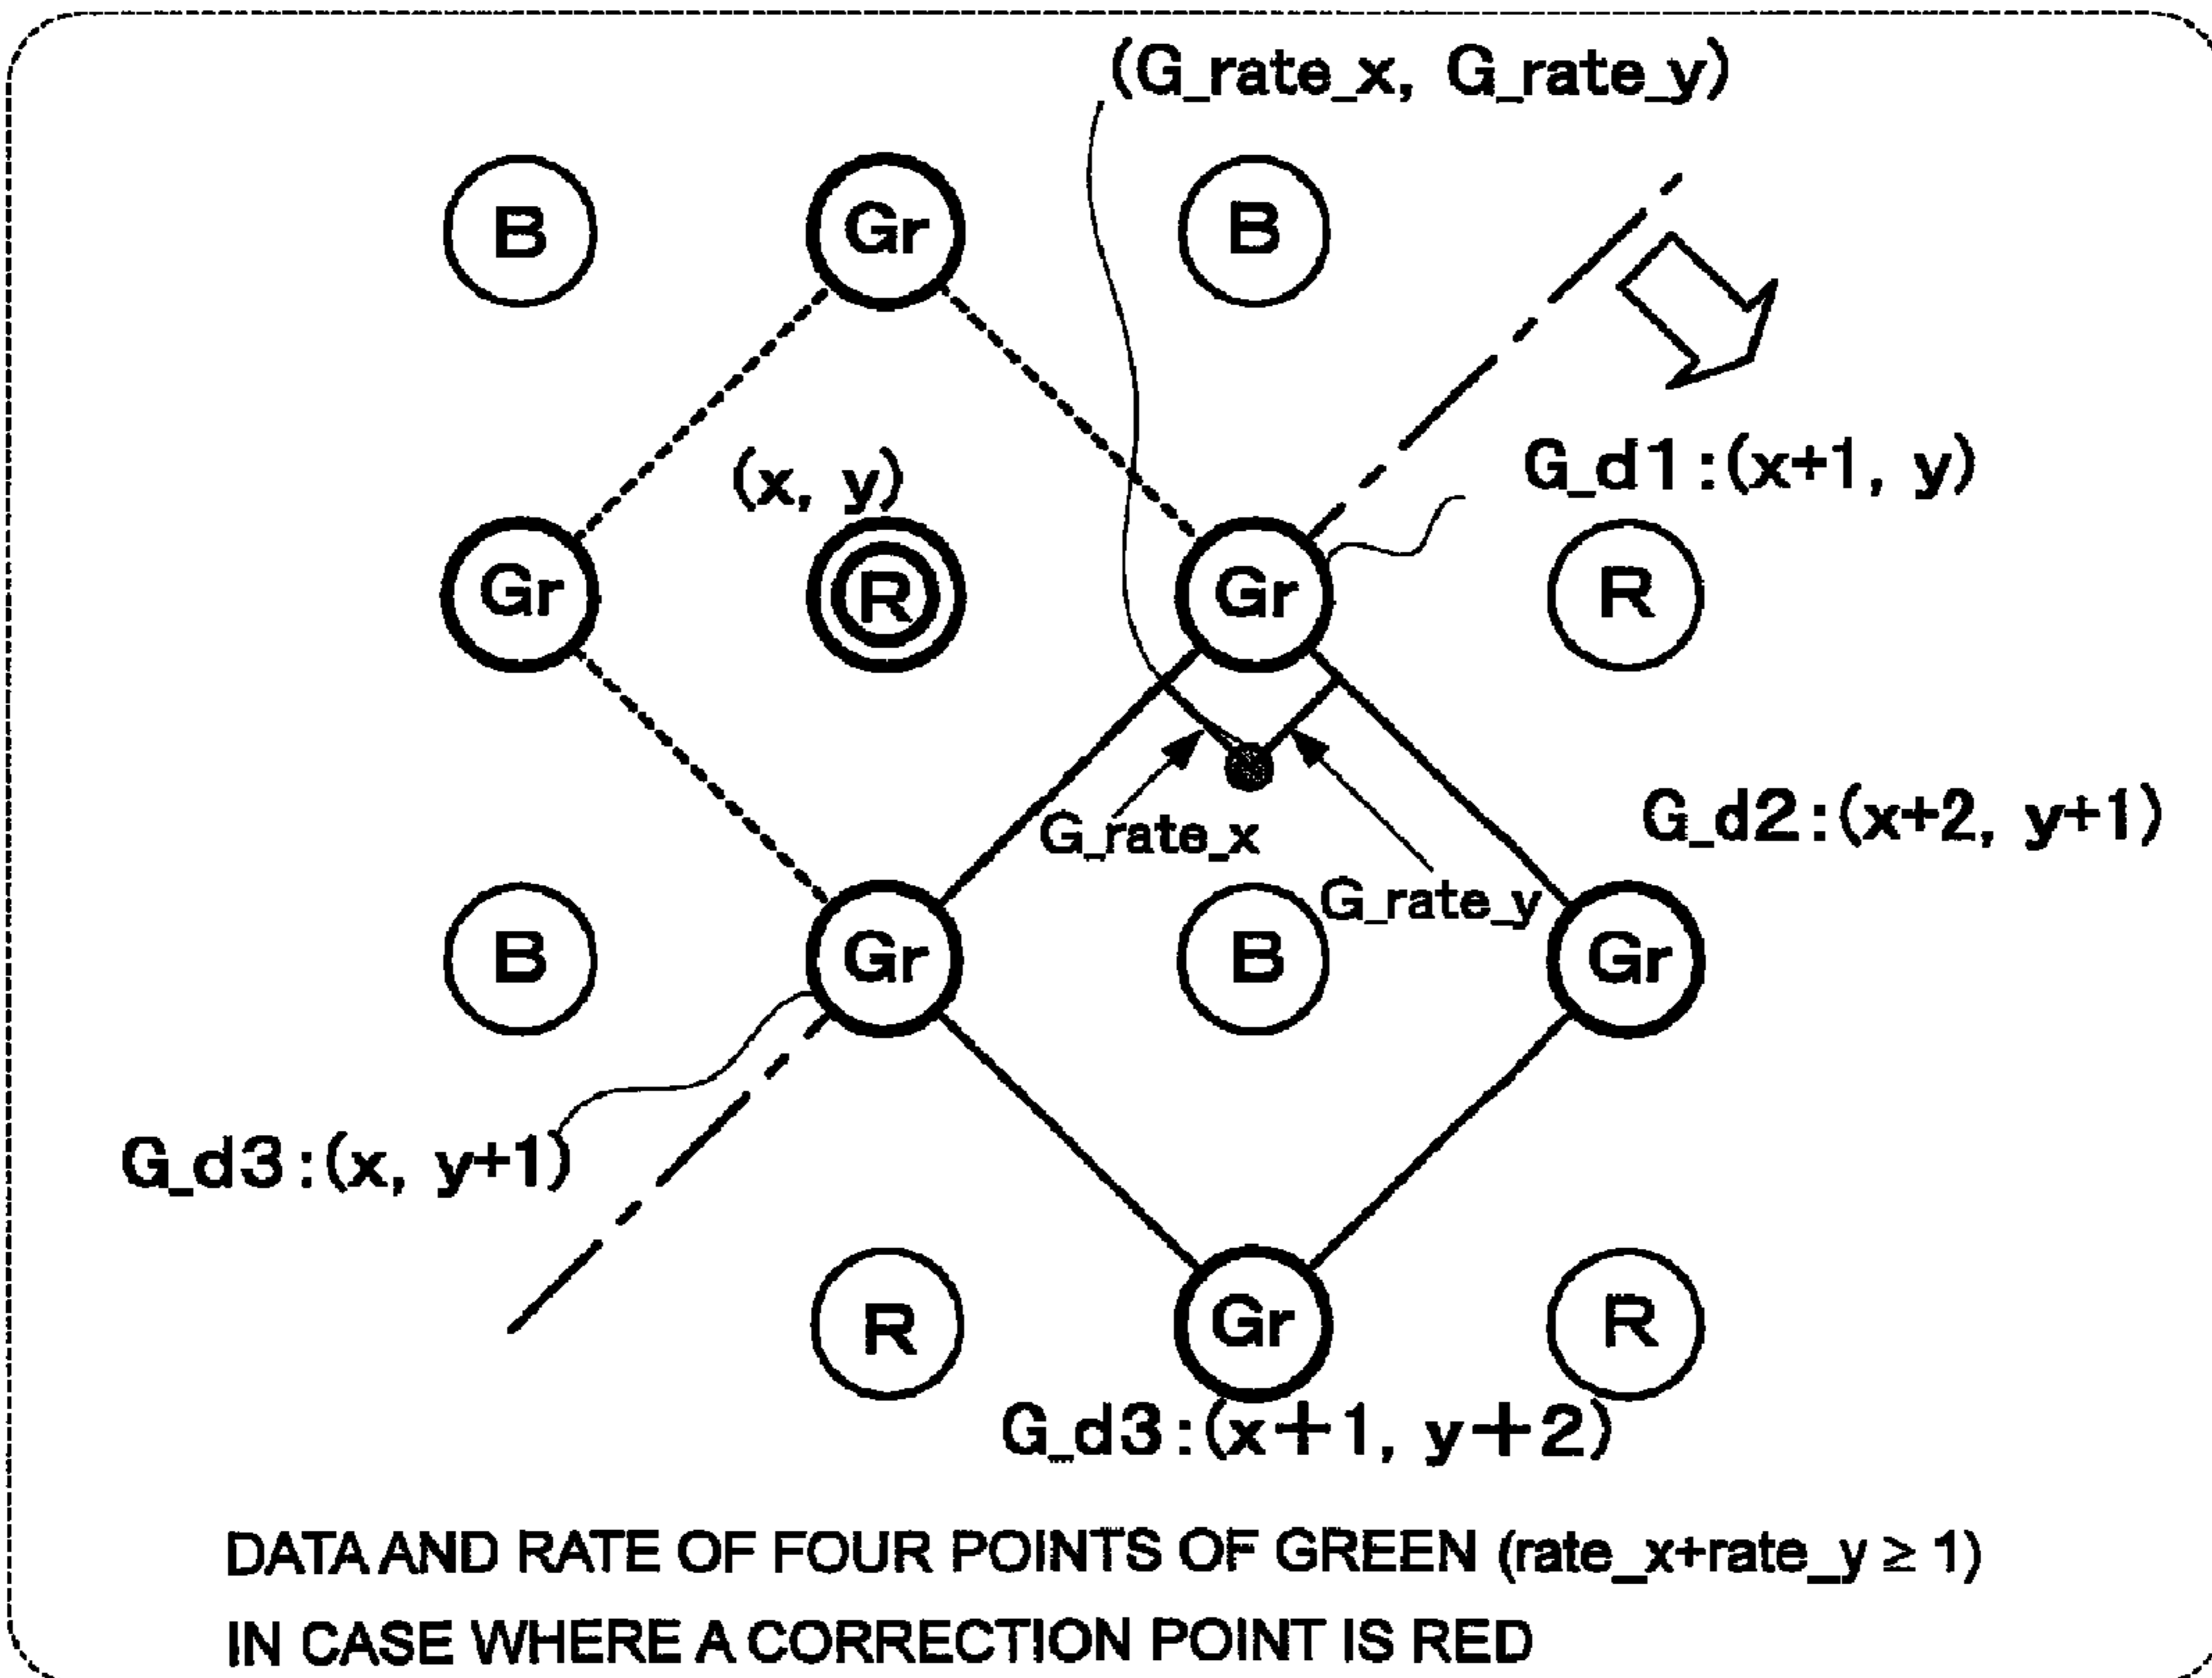 (G_rate_x, G_rate_y)
B Gr B
(x, y)
G_d1:(x+1, y)
Gr R Gr R
G_rate_x
G_d2:(x+2, y+1)
G_rate_y
B Gr B Gr
G_d3:(x, y+1)
R Gr R
G_d3:(x+1, y+2)
DATA AND RATE OF FOUR POINTS OF GREEN (rate_x+rate_y ≥ 1)
IN CASE WHERE A CORRECTION POINT IS RED